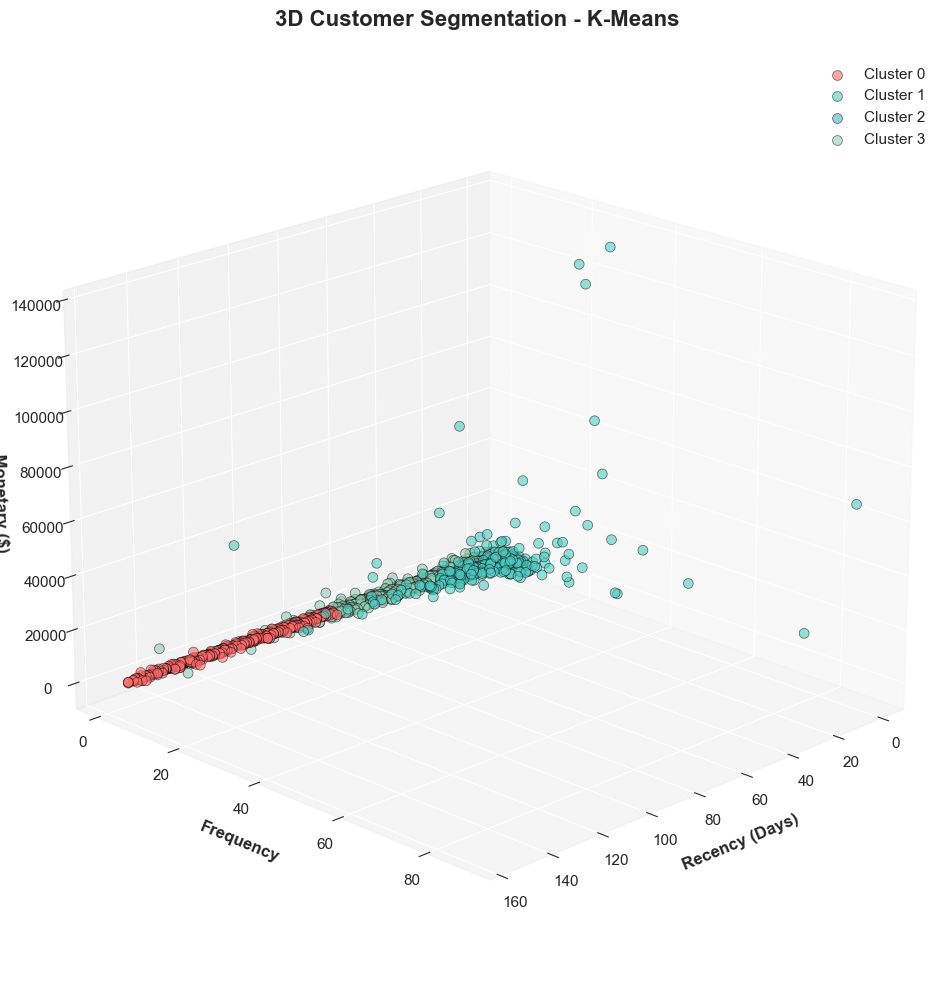 3D Customer Segmentation - K-Means
Cluster 0
Cluster 1
Cluster 2
Cluster 3
140000
120000
100000
80000
60000
40000
20000
0
Monetary ($)
0
20
40
60
80
Frequency
160
140
120
100
80
60
40
20
0
Recency (Days)